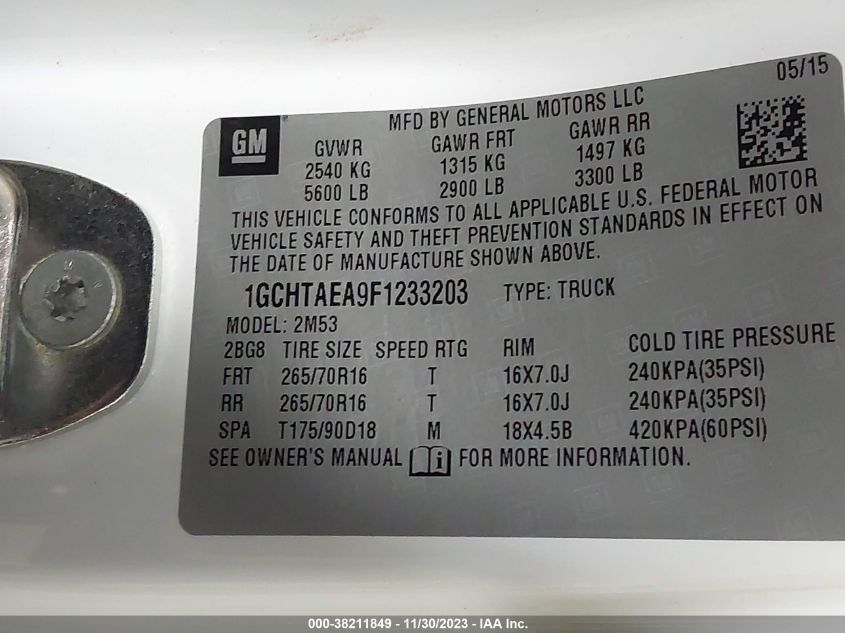 05/15
MFD BY GENERAL MOTORS LLC
GM
GVWR GAWR FRT GAWR RR
2540 KG 1315 KG 1497 KG
5600 LB 2900 LB 3300 LB
THIS VEHICLE CONFORMS TO ALL APPLICABLE U.S. FEDERAL MOTOR
VEHICLE SAFETY AND THEFT PREVENTION STANDARDS IN EFFECT ON
THE DATE OF MANUFACTURE SHOWN ABOVE.
1GCHTAEA9F1233203 TYPE: TRUCK
MODEL: 2M53
2BG8 TIRE SIZE SPEED RTG RIM COLD TIRE PRESSURE
FRT 265/70R16 T 16X7.0J 240KPA(35PSI)
RR 265/70R16 T 16X7.0J 240KPA(35PSI)
SPA T175/90D18 M 18X4.5B 420KPA(60PSI)
SEE OWNER'S MANUAL i FOR MORE INFORMATION.
000-38211849 - 11/30/2023 - IAA Inc.